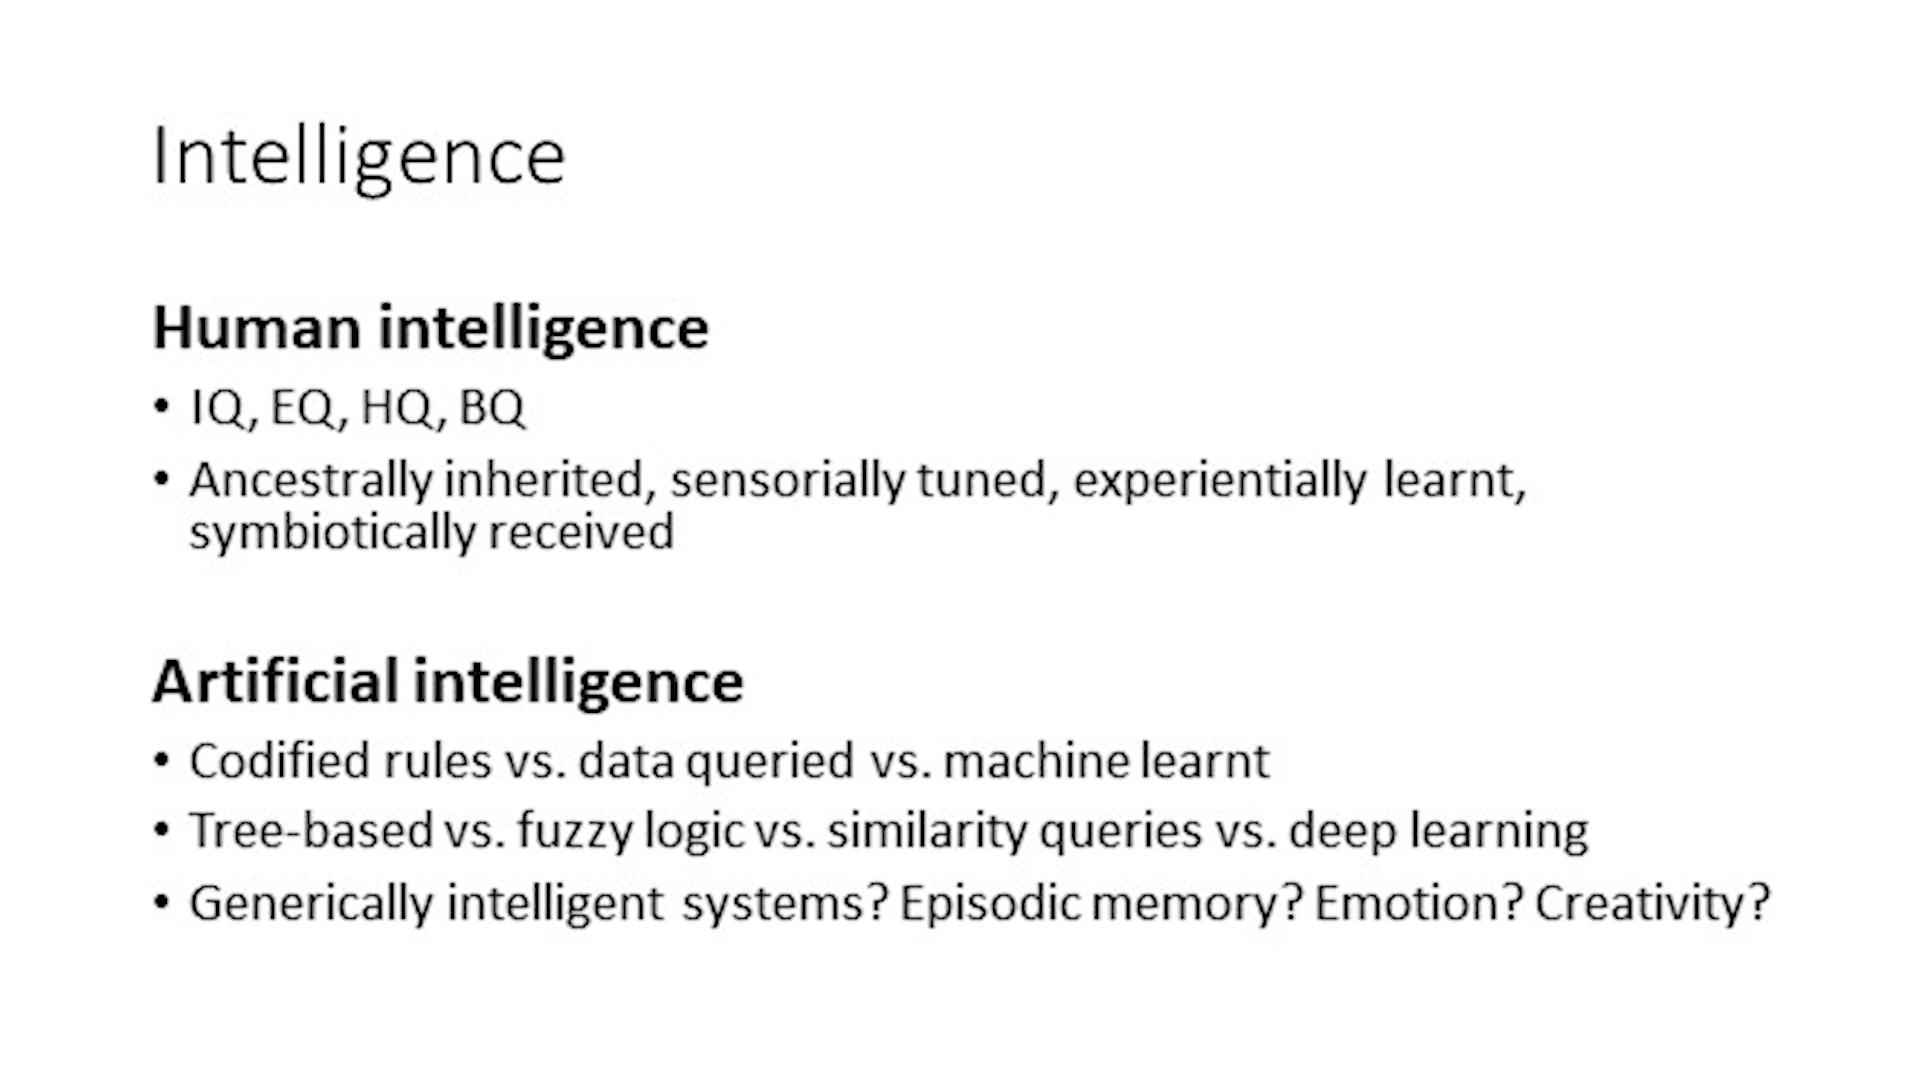 Intelligence
Human intelligence
• IQ, EQ, HQ, BQ
• Ancestrally inherited, sensorially tuned, experientially learnt,
symbiotically received
Artificial intelligence
• Codified rules vs. data queried vs. machine learnt
• Tree-based vs. fuzzy logic vs. similarity queries vs. deep learning
• Generically intelligent systems? Episodic memory? Emotion? Creativity?